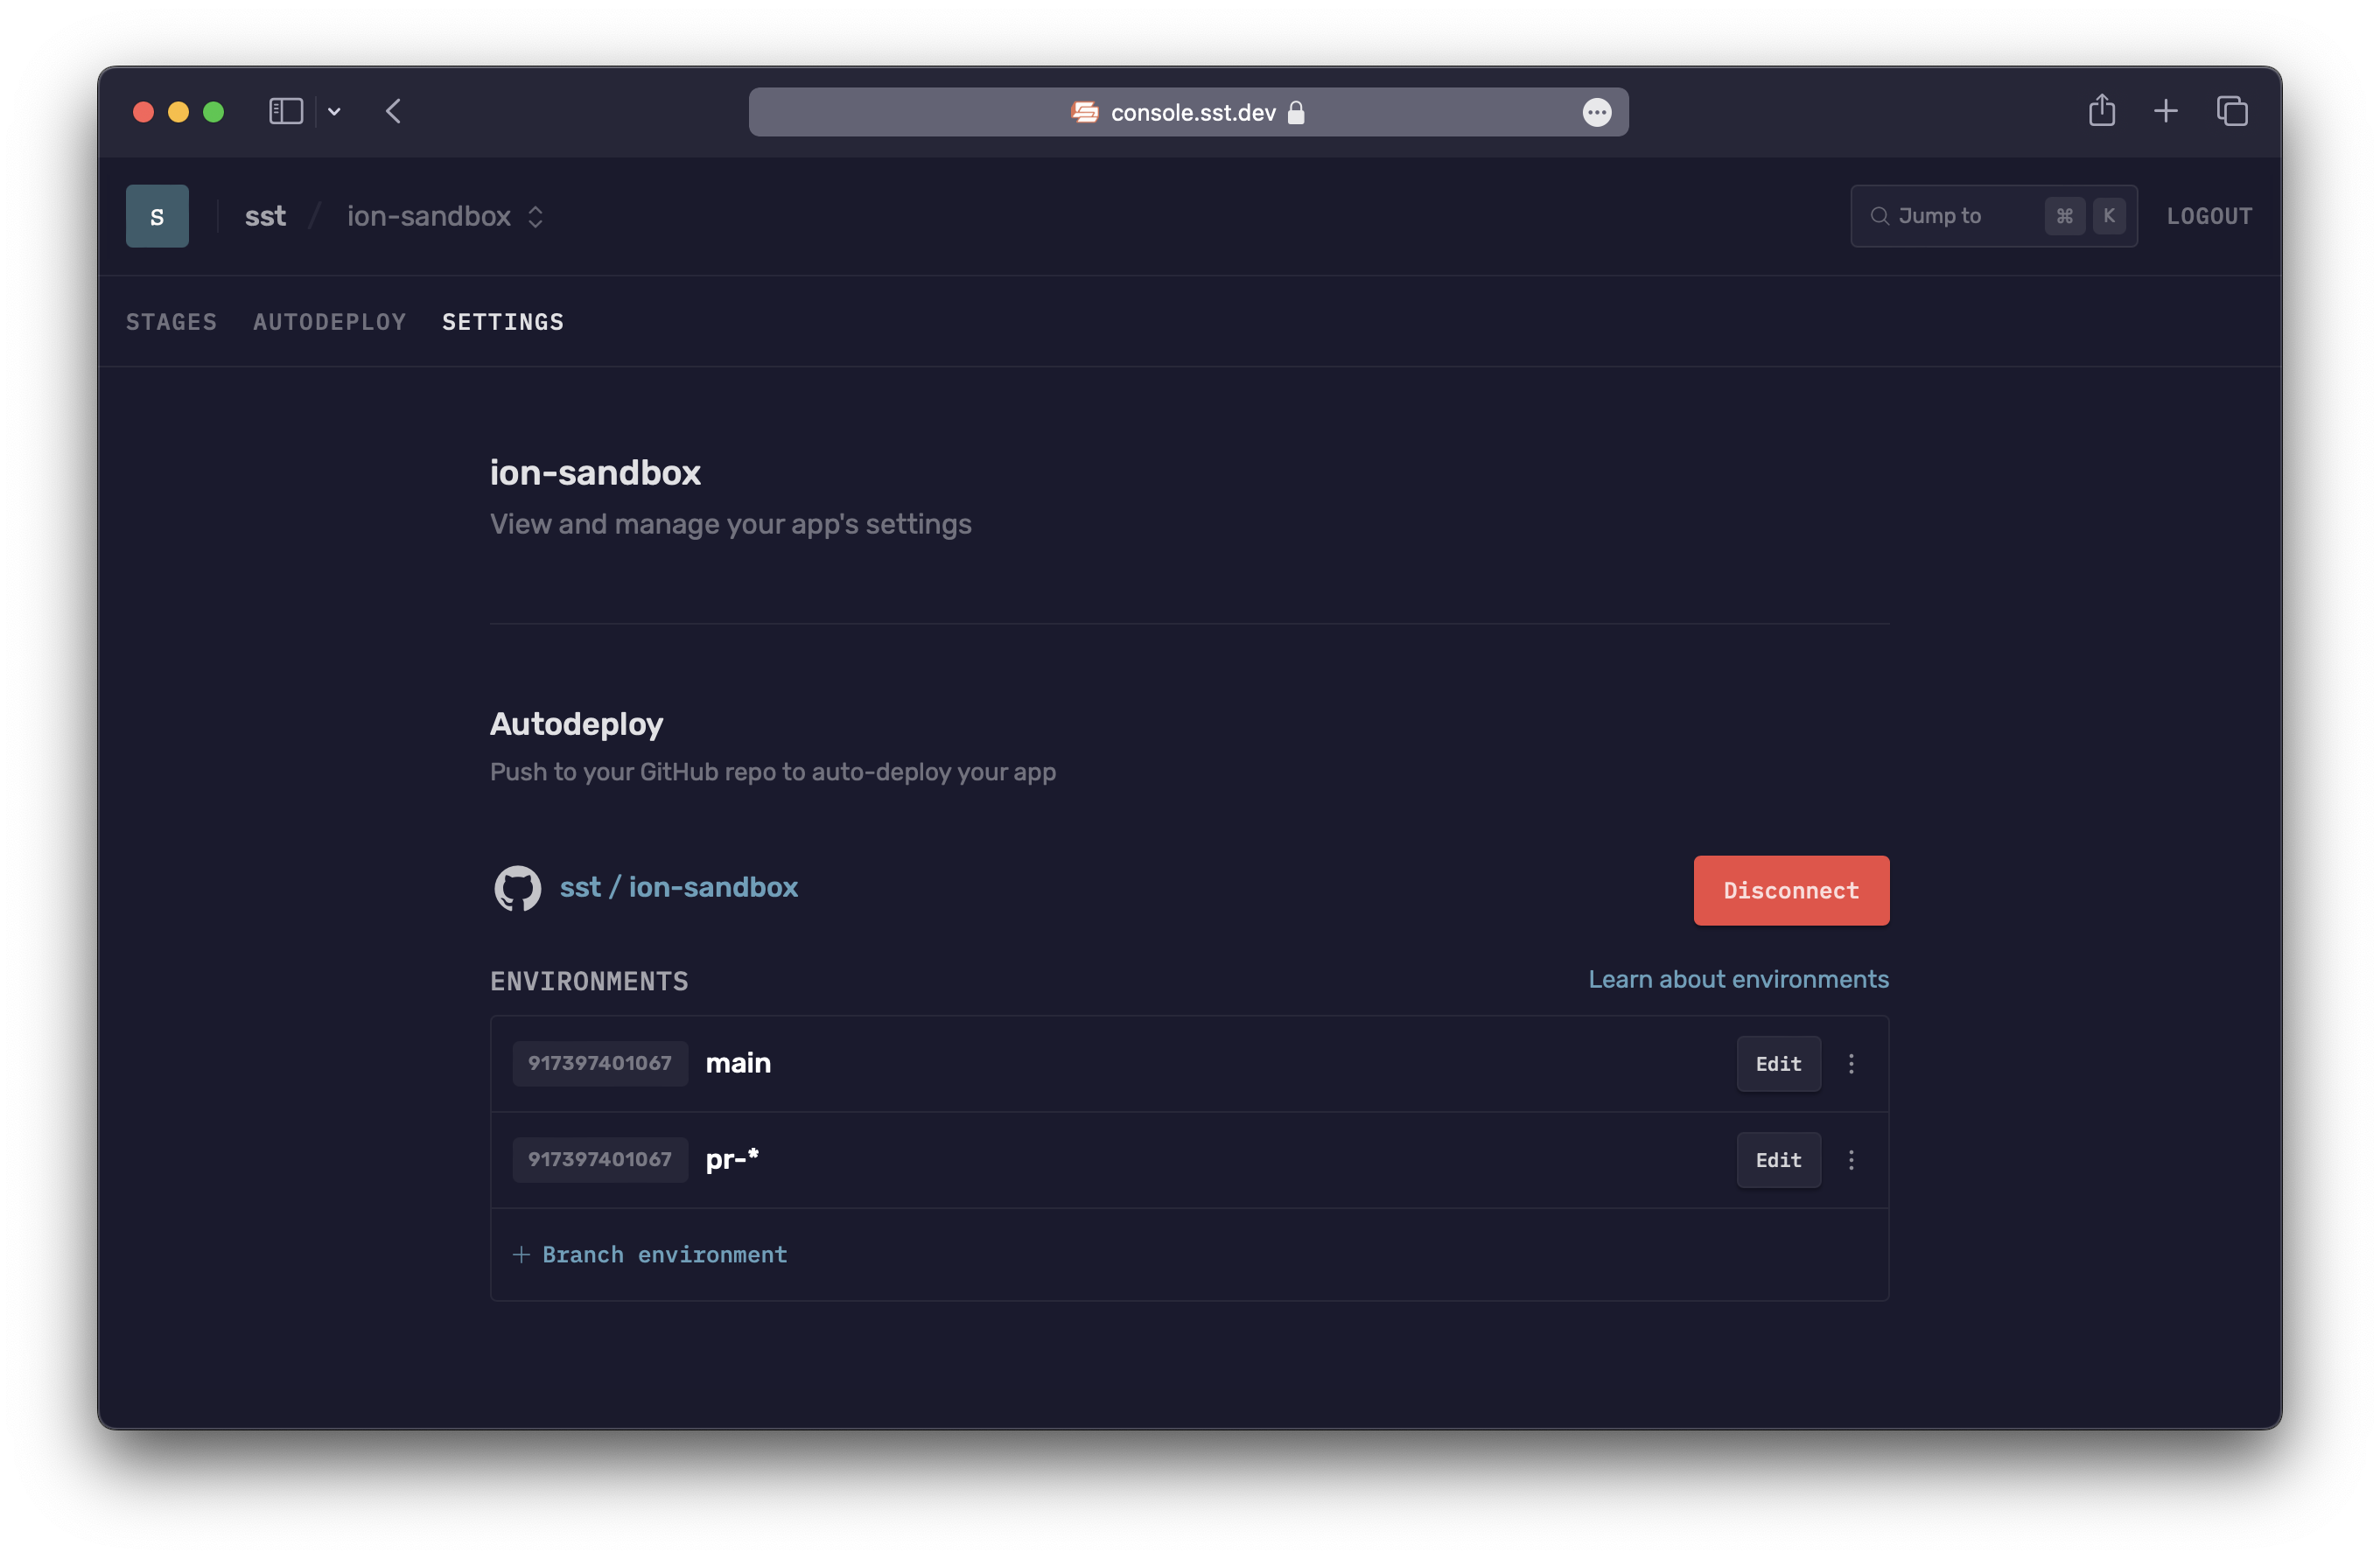 console.sst.dev
S sst / ion-sandbox Jump to ⌘ K LOGOUT
STAGES AUTODEPLOY SETTINGS
ion-sandbox
View and manage your app's settings
Autodeploy
Push to your GitHub repo to auto-deploy your app
sst / ion-sandbox Disconnect
ENVIRONMENTS Learn about environments
917397401067 main Edit
917397401067 pr-* Edit
+ Branch environment